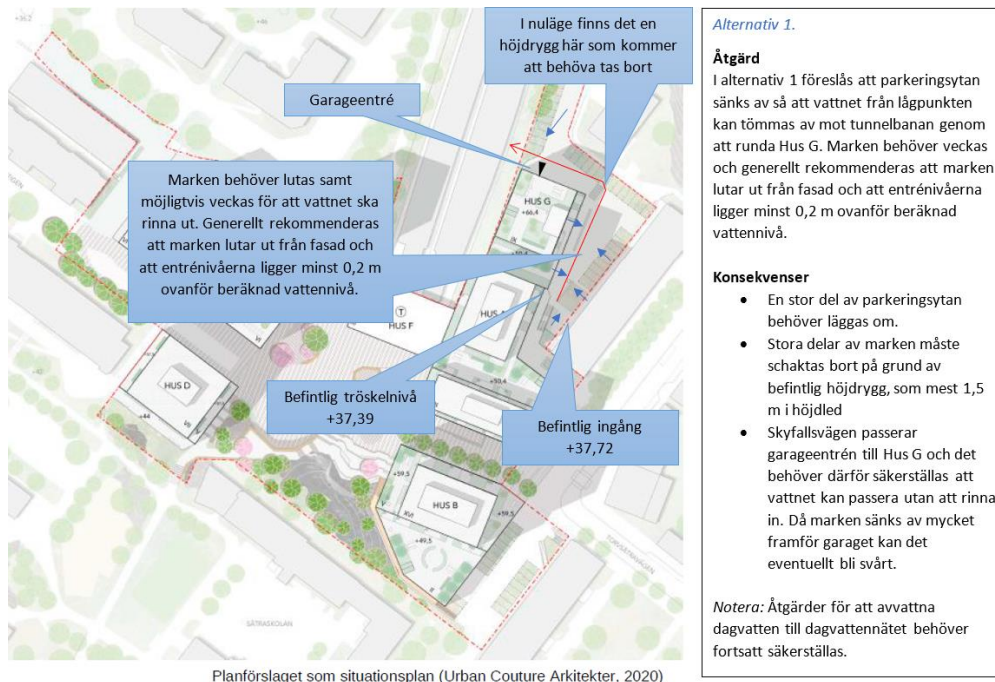 I nuläge finns det en
höjdrygg här som kommer
att behöva tas bort
Garageentré
Marken behöver lutas samt
möjligtvis veckas för att vattnet ska
rinna ut. Generellt rekommenderas
att marken lutar ut från fasad och
att entrénivåerna ligger minst 0,2 m
ovanför beräknad vattennivå.
HUS G
+66,4
HUS F
T
HUS D
+44
Befintlig tröskelnivå
+37,39
+50,4
Befintlig ingång
+37,72
+59,5
HUS B
+59,5
+49,5
SÄTRASKOLAN
Planförslaget som situationsplan (Urban Couture Arkitekter, 2020)
Alternativ 1.
Åtgärd
I alternativ 1 föreslås att parkeringsytan
sänks av så att vattnet från lågpunkten
kan tömmas av mot tunnelbanan genom
att runda Hus G. Marken behöver veckas
och generellt rekommenderas att marken
lutar ut från fasad och att entrénivåerna
ligger minst 0,2 m ovanför beräknad
vattennivå.
Konsekvenser
• En stor del av parkeringsytan
behöver läggas om.
• Stora delar av marken måste
schaktas bort på grund av
befintlig höjdrygg, som mest 1,5
m i höjdled
• Skyfallsvägen passerar
garageentrén till Hus G och det
behöver därför säkerställas att
vattnet kan passera utan att rinna
in. Då marken sänks av mycket
framför garaget kan det
eventuellt bli svårt.
Notera: Åtgärder för att avvattna
dagvatten till dagvattennätet behöver
fortsatt säkerställas.